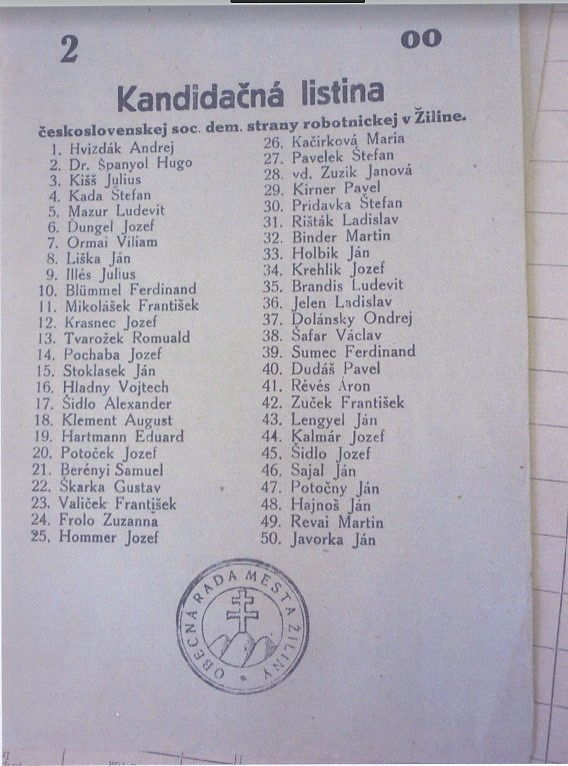 2
oo
Kandidačná listina
československej soc. dem. strany robotnickej v Žiline.
1. Hvizdák Andrej
2. Dr. Španyol Hugo
3. Kišš Julius
4. Kada Štefan
5. Mazur Ludevit
6. Ďungel Jozef
7. Ormai Viliam
8. Liška Ján
9. Illés Julius
10. Blümmel Ferdinand
11. Mikolášek František
12. Krasnec Jozef
13. Tvarožek Romuald
14. Pochaba Jozef
15. Stoklasek Ján
16. Hladny Vojtech
17. Šidlo Alexander
18. Klement August
19. Hartmann Eduard
20. Potoček Jozef
21. Berényi Samuel
22. Škarka Gustav
23. Valiček František
24. Frolo Zuzanna
25. Hommer Jozef
26. Kačirková Maria
27. Pavelek Štefan
28. vd. Zuzik Janová
29. Kirner Pavel
30. Pridavka Štefan
31. Rišták Ladislav
32. Binder Martin
33. Holbik Ján
34. Krehlik Jozef
35. Brandis Ludevit
36. Jelen Ladislav
37. Dolánsky Ondrej
38. Šafar Václav
39. Sumec Ferdinand
40. Dudáš Pavel
41. Révés Áron
42. Zuček František
43. Lengyel Ján
44. Kalmár Jozef
45. Šidlo Jozef
46. Sajal Ján
47. Potočny Ján
48. Hajnoš Ján
49. Revai Martin
50. Javorka Ján
OBECNÁ RADA MESTA ŽILINY *